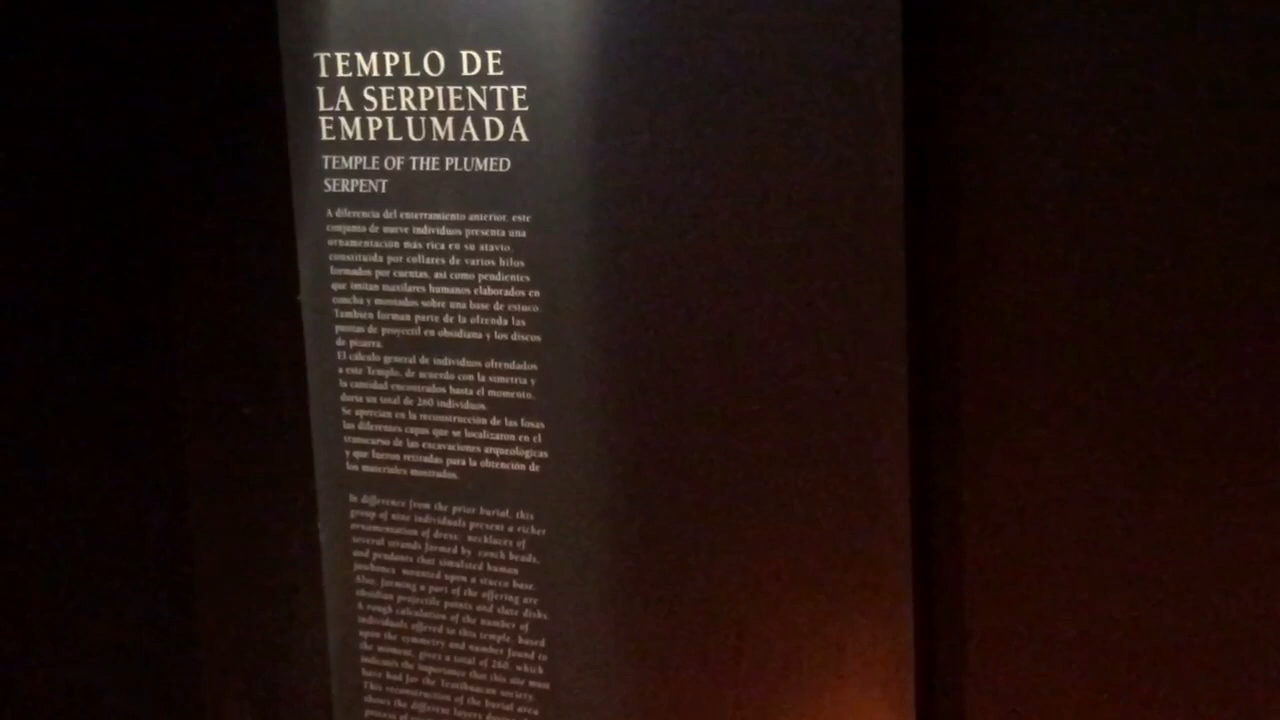 TEMPLO DE
LA SERPIENTE
EMPLUMADA
TEMPLE OF THE PLUMED
SERPENT
A diferencia del enterramiento anterior, este
conjunto de nueve individuos presenta una
ornamentación más rica en su atavío,
constituida por collares de varios hilos
formados por cuentas, así como pendientes
que imitan maxilares humanos elaborados en
concha y montados sobre una base de estuco.
También forman parte de la ofrenda las
puntas de proyectil en obsidiana y los discos
de pizarra.
El cálculo general de individuos ofrendados
a este Templo, de acuerdo con la simetría y
la cantidad encontrados hasta el momento,
daría un total de 260 individuos.
Se aprecian en la reconstrucción de las fosas
las diferentes capas que se localizaron en el
transcurso de las excavaciones arqueológicas
y que fueron retiradas para la obtención de
los materiales mostrados.
In difference from the prior burial, this
group of nine individuals present a richer
ornamentation of dress: necklaces of
several strands formed by conch beads,
and pendants that simulated human
jawbones mounted upon a stucco base.
Also, forming a part of the offering are
obsidian projectile points and slate disks.
A rough calculation of the number of
individuals offered in this temple, based
upon the symmetry and number found to
the moment, gives a total of 260, which
indicates the importance that this site must
have had for the Teotihuacan society.
This reconstruction of the burial area
shows the different layers
process of